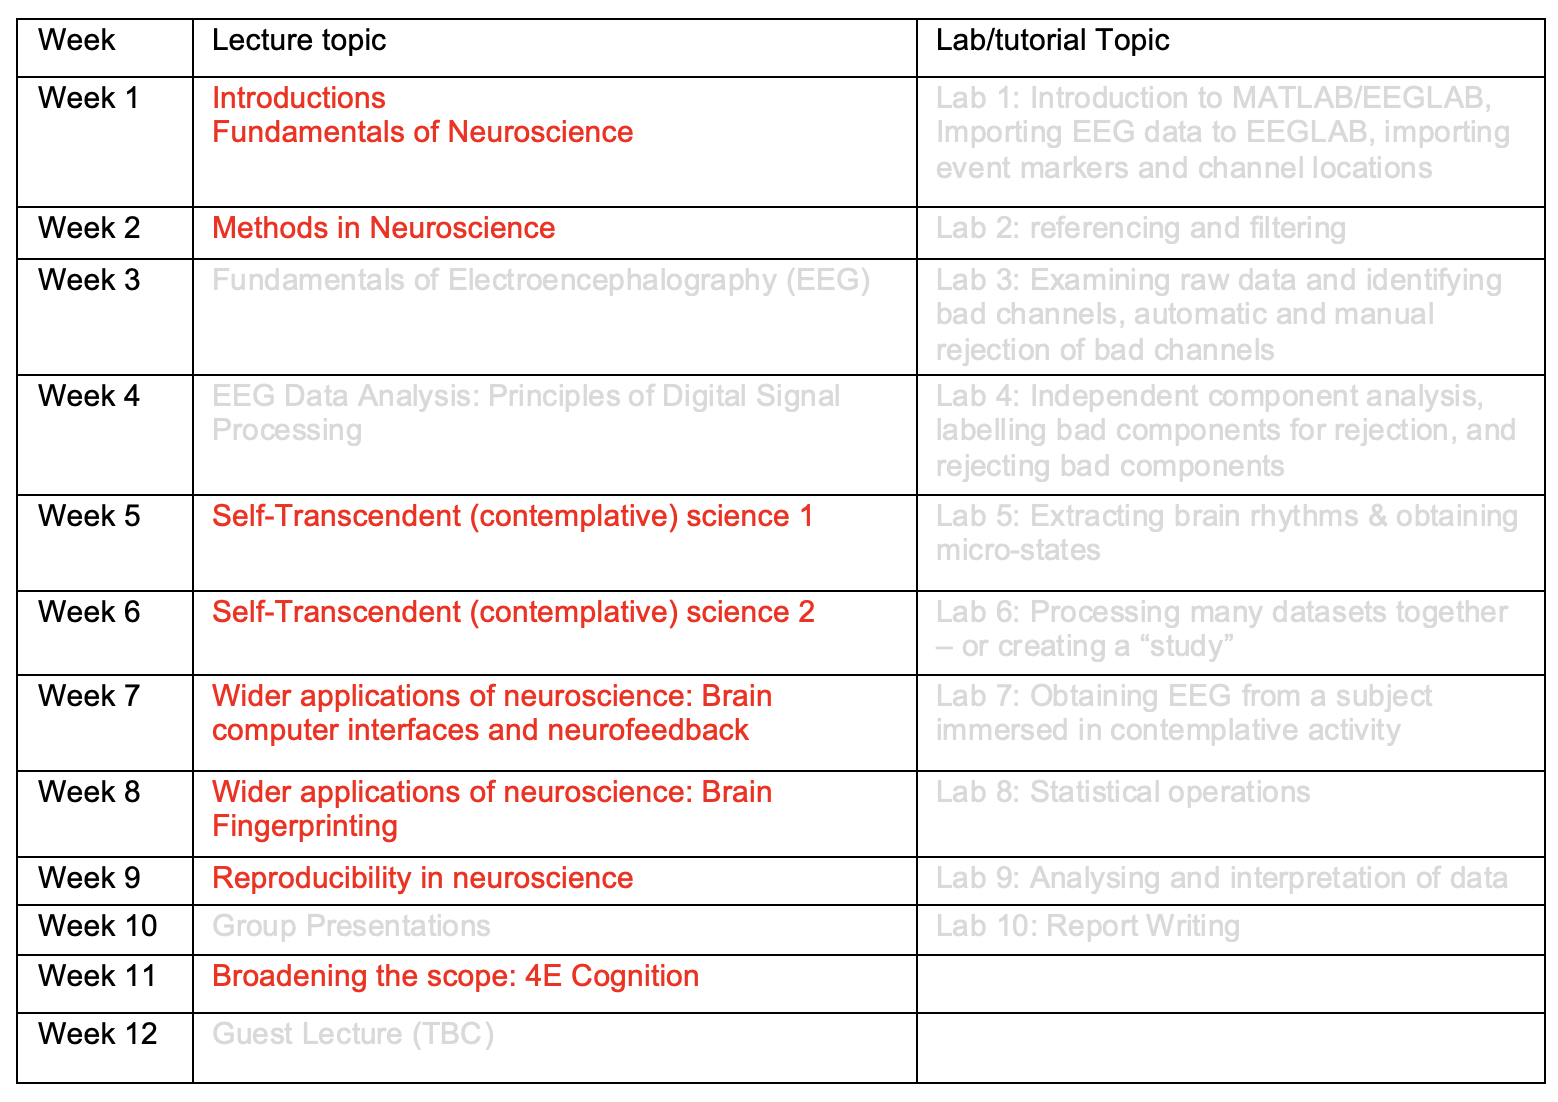 Week
Lecture topic
Lab/tutorial Topic
Week 1
Introductions
Fundamentals of Neuroscience
Lab 1: Introduction to MATLAB/EEGLAB,
Importing EEG data to EEGLAB, importing
event markers and channel locations
Week 2
Methods in Neuroscience
Lab 2: referencing and filtering
Week 3
Fundamentals of Electroencephalography (EEG)
Lab 3: Examining raw data and identifying
bad channels, automatic and manual
rejection of bad channels
Week 4
EEG Data Analysis: Principles of Digital Signal
Processing
Lab 4: Independent component analysis,
labelling bad components for rejection, and
rejecting bad components
Week 5
Self-Transcendent (contemplative) science 1
Lab 5: Extracting brain rhythms & obtaining
micro-states
Week 6
Self-Transcendent (contemplative) science 2
Lab 6: Processing many datasets together
– or creating a “study”
Week 7
Wider applications of neuroscience: Brain
computer interfaces and neurofeedback
Lab 7: Obtaining EEG from a subject
immersed in contemplative activity
Week 8
Wider applications of neuroscience: Brain
Fingerprinting
Lab 8: Statistical operations
Week 9
Reproducibility in neuroscience
Lab 9: Analysing and interpretation of data
Week 10
Group Presentations
Lab 10: Report Writing
Week 11
Broadening the scope: 4E Cognition
Week 12
Guest Lecture (TBC)